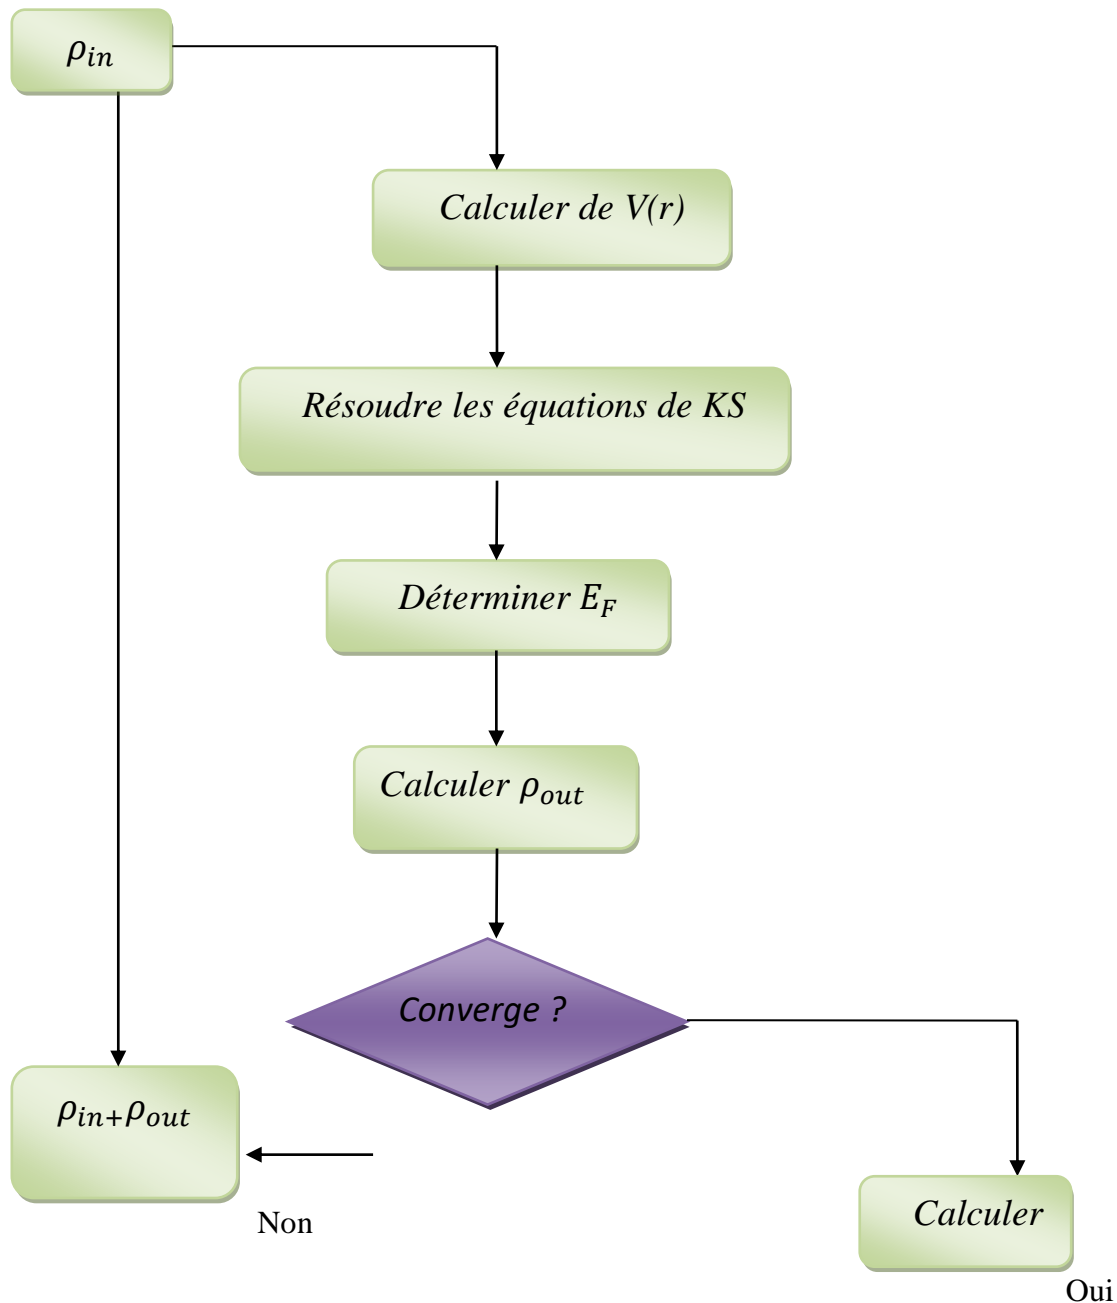 ρ_in
Calculer de V(r)
Résoudre les équations de KS
Déterminer E_F
Calculer ρ_out
Converge ?
ρ_in+ρ_out
Non
Calculer
Oui